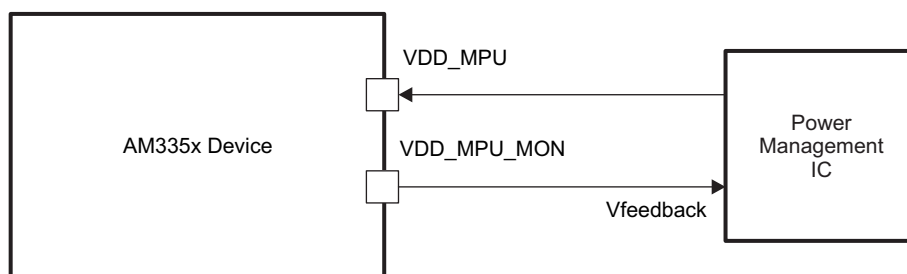 VDD_MPU
AM335x Device
VDD_MPU_MON
Vfeedback
Power
Management
IC